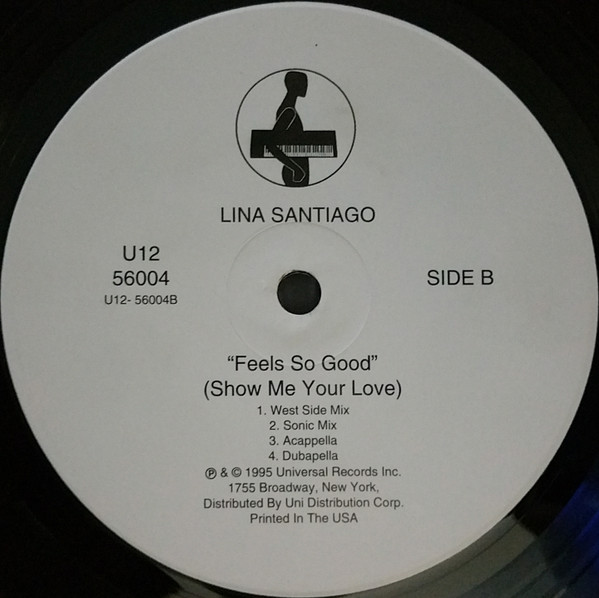 LINA SANTIAGO
U12
56004
U12- 56004B
SIDE B
“Feels So Good”
(Show Me Your Love)
1. West Side Mix
2. Sonic Mix
3. Acappella
4. Dubapella
℗ & © 1995 Universal Records Inc.
1755 Broadway, New York,
Distributed By Uni Distribution Corp.
Printed In The USA